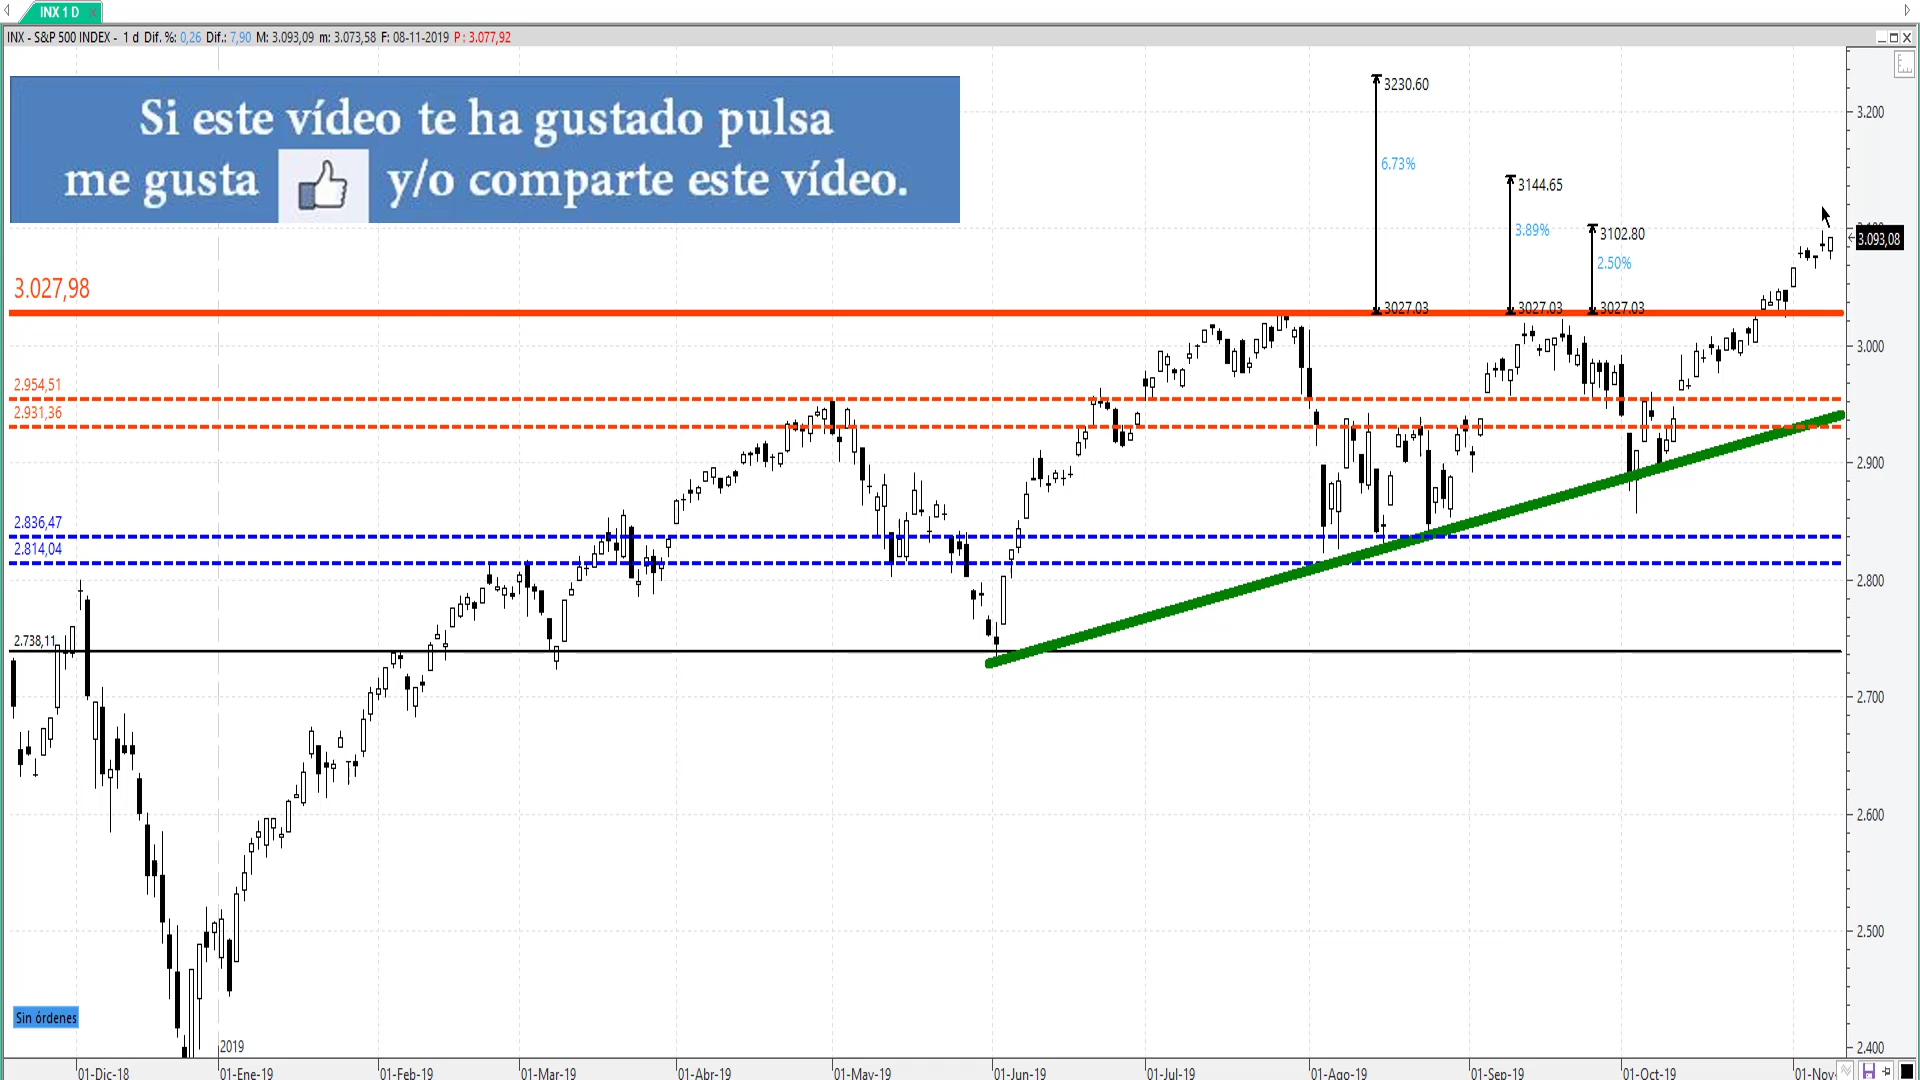 INX 1 D
INX - S&P 500 INDEX - 1 d Dif. %: 0,26 Dif.: 7,90 M: 3.093,09 m: 3.073,58 F: 08-11-2019 P: 3.077,92
Si este vídeo te ha gustado pulsa
me gusta y/o comparte este vídeo.
3230.60
6.73%
3027.03
3144.65
3.89%
3027.03
3102.80
2.50%
3027.03
3.027,98
2.954,51
2.931,36
2.836,47
2.814,04
2.738,11
3.200
3.093,08
3.000
2.900
2.800
2.700
2.600
2.500
2.400
Sin órdenes
2019
01-Dic-18
01-Ene-19
01-Feb-19
01-Mar-19
01-Abr-19
01-May-19
01-Jun-19
01-Jul-19
01-Ago-19
01-Sep-19
01-Oct-19
01-Nov-